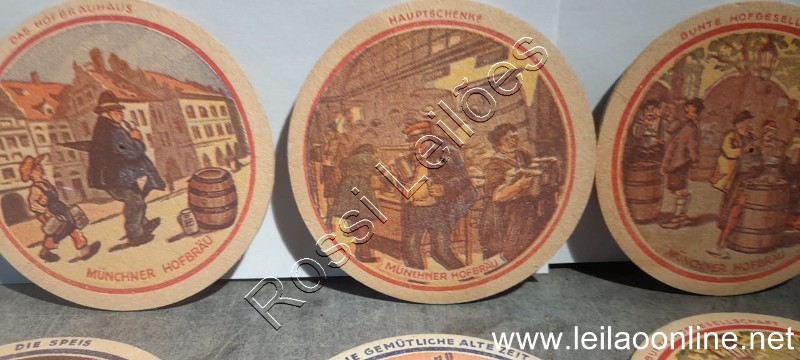 DAS HOFBRÄUHAUS
MÜNCHNER HOFBRÄU
HAUPTSCHENKE
MÜNCHNER HOFBRÄU
BUNTE HOFGESELL
MÜNCHNER HOFBRÄU
Rossi Leilões
DIE SPEIS
GEMÜTLICHE ALTE ZEIT
www.leilaoonline.net